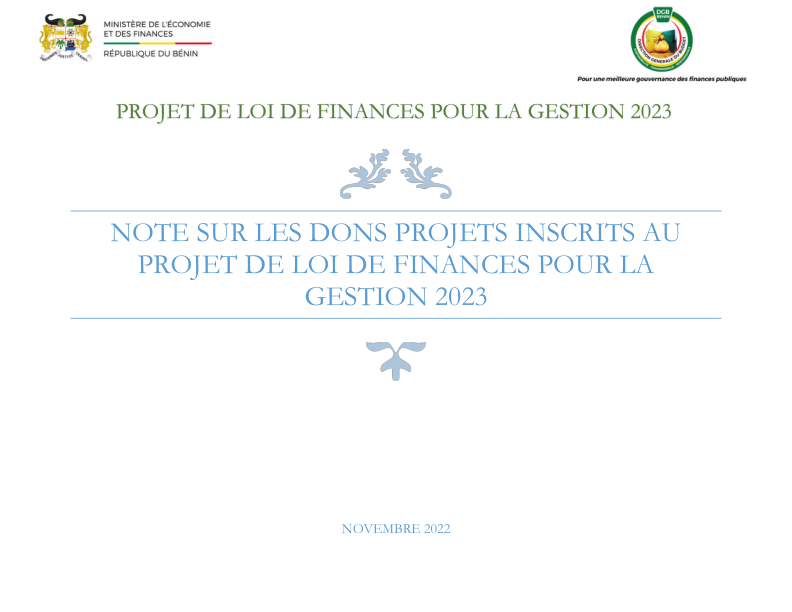 MINISTÈRE DE L'ÉCONOMIE
ET DES FINANCES
RÉPUBLIQUE DU BÉNIN
DGB
BENIN
DIRECTION GENERALE DU BUDGET
Pour une meilleure gouvernance des finances publiques
PROJET DE LOI DE FINANCES POUR LA GESTION 2023
NOTE SUR LES DONS PROJETS INSCRITS AU
PROJET DE LOI DE FINANCES POUR LA
GESTION 2023
NOVEMBRE 2022